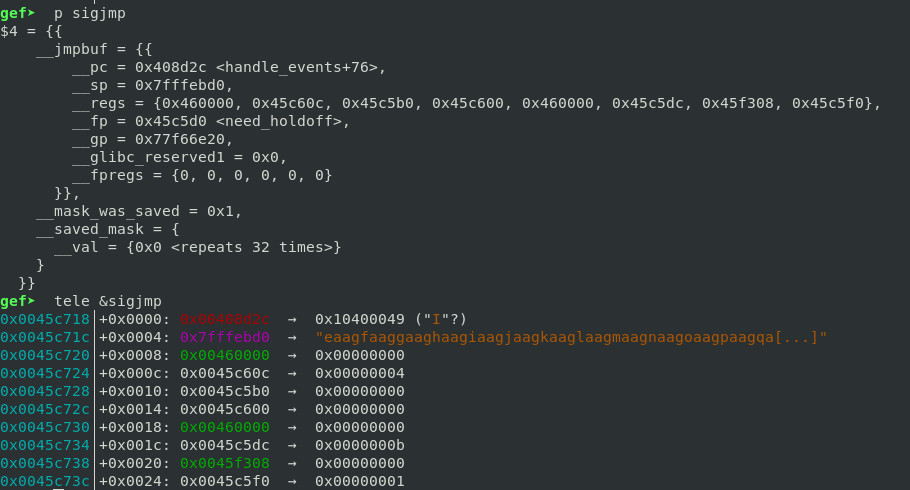 gef➤  p sigjmp
$4 = {{
    __jmpbuf = {{
        __pc = 0x408d2c <handle_events+76>,
        __sp = 0x7fffebd0,
        __regs = {0x460000, 0x45c60c, 0x45c5b0, 0x45c600, 0x460000, 0x45c5dc, 0x45f308, 0x45c5f0},
        __fp = 0x45c5d0 <need_holdoff>,
        __gp = 0x77f66e20,
        __glibc_reserved1 = 0x0,
        __fpregs = {0, 0, 0, 0, 0, 0}
      }},
    __mask_was_saved = 0x1,
    __saved_mask = {
      __val = {0x0 <repeats 32 times>}
    }
  }}
gef➤  tele &sigjmp
0x0045c718│+0x0000: 0x00408d2c  →  0x10400049 ("I"?)
0x0045c71c│+0x0004: 0x7fffebd0  →  "eaagfaaggaaghaagiaagjaagkaaglaagmaagnaagoaagpaagqa[...]"
0x0045c720│+0x0008: 0x00460000  →  0x00000000
0x0045c724│+0x000c: 0x0045c60c  →  0x00000004
0x0045c728│+0x0010: 0x0045c5b0  →  0x00000000
0x0045c72c│+0x0014: 0x0045c600  →  0x00000000
0x0045c730│+0x0018: 0x00460000  →  0x00000000
0x0045c734│+0x001c: 0x0045c5dc  →  0x0000000b
0x0045c738│+0x0020: 0x0045f308  →  0x00000000
0x0045c73c│+0x0024: 0x0045c5f0  →  0x00000001